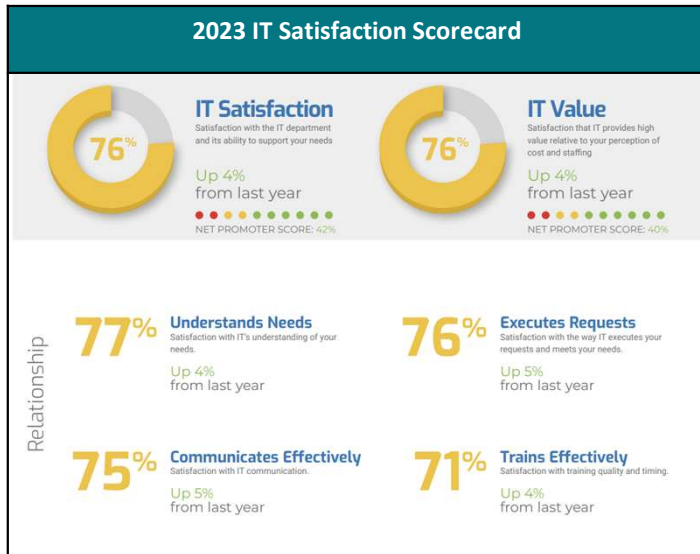 2023 IT Satisfaction Scorecard
76%
IT Satisfaction
Satisfaction with the IT department
and its ability to support your needs
Up 4%
from last year
NET PROMOTER SCORE: 42%
76%
IT Value
Satisfaction that IT provides high
value relative to your perception of
cost and staffing
Up 4%
from last year
NET PROMOTER SCORE: 40%
Relationship
77%
Understands Needs
Satisfaction with IT's understanding of your
needs.
Up 4%
from last year
76%
Executes Requests
Satisfaction with the way IT executes your
requests and meets your needs.
Up 5%
from last year
75%
Communicates Effectively
Satisfaction with IT communication.
Up 5%
from last year
71%
Trains Effectively
Satisfaction with training quality and timing.
Up 4%
from last year